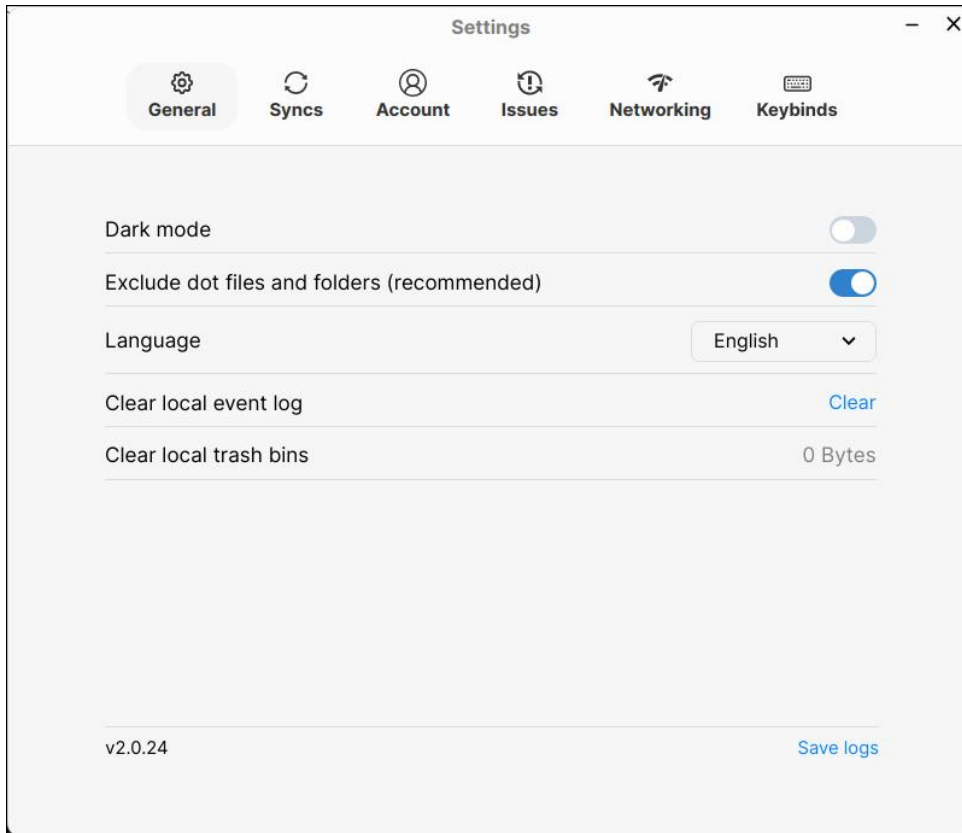 Settings
General Syncs Account Issues Networking Keybinds
Dark mode
Exclude dot files and folders (recommended)
Language English
Clear local event log Clear
Clear local trash bins 0 Bytes
v2.0.24 Save logs